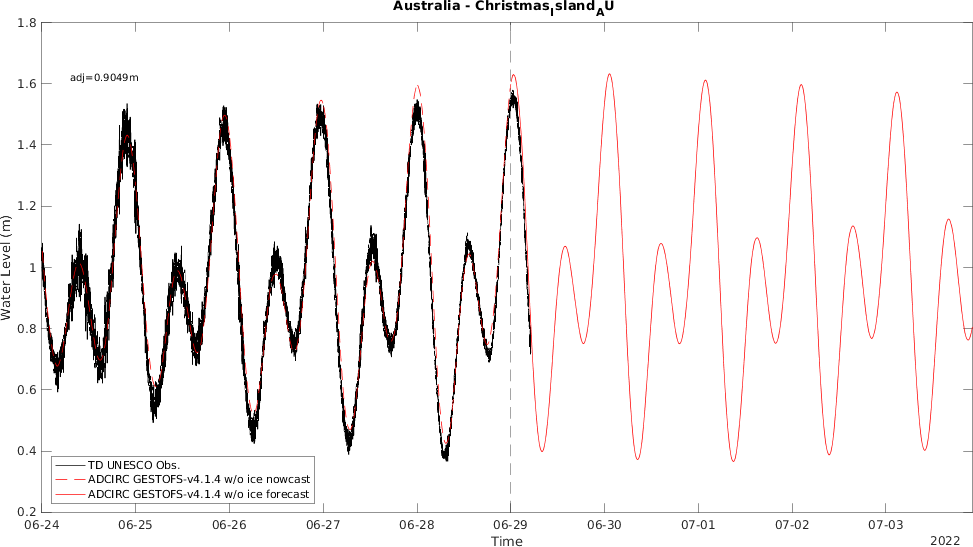 Australia - ChristmasIslandAU
1.8
1.6
1.4
1.2
1
0.8
0.6
0.4
0.2
Water Level (m)
adj=0.9049m
TD UNESCO Obs.
ADCIRC GESTOFS-v4.1.4 w/o ice nowcast
ADCIRC GESTOFS-v4.1.4 w/o ice forecast
06-24 06-25 06-26 06-27 06-28 06-29 06-30 07-01 07-02 07-03
Time
2022